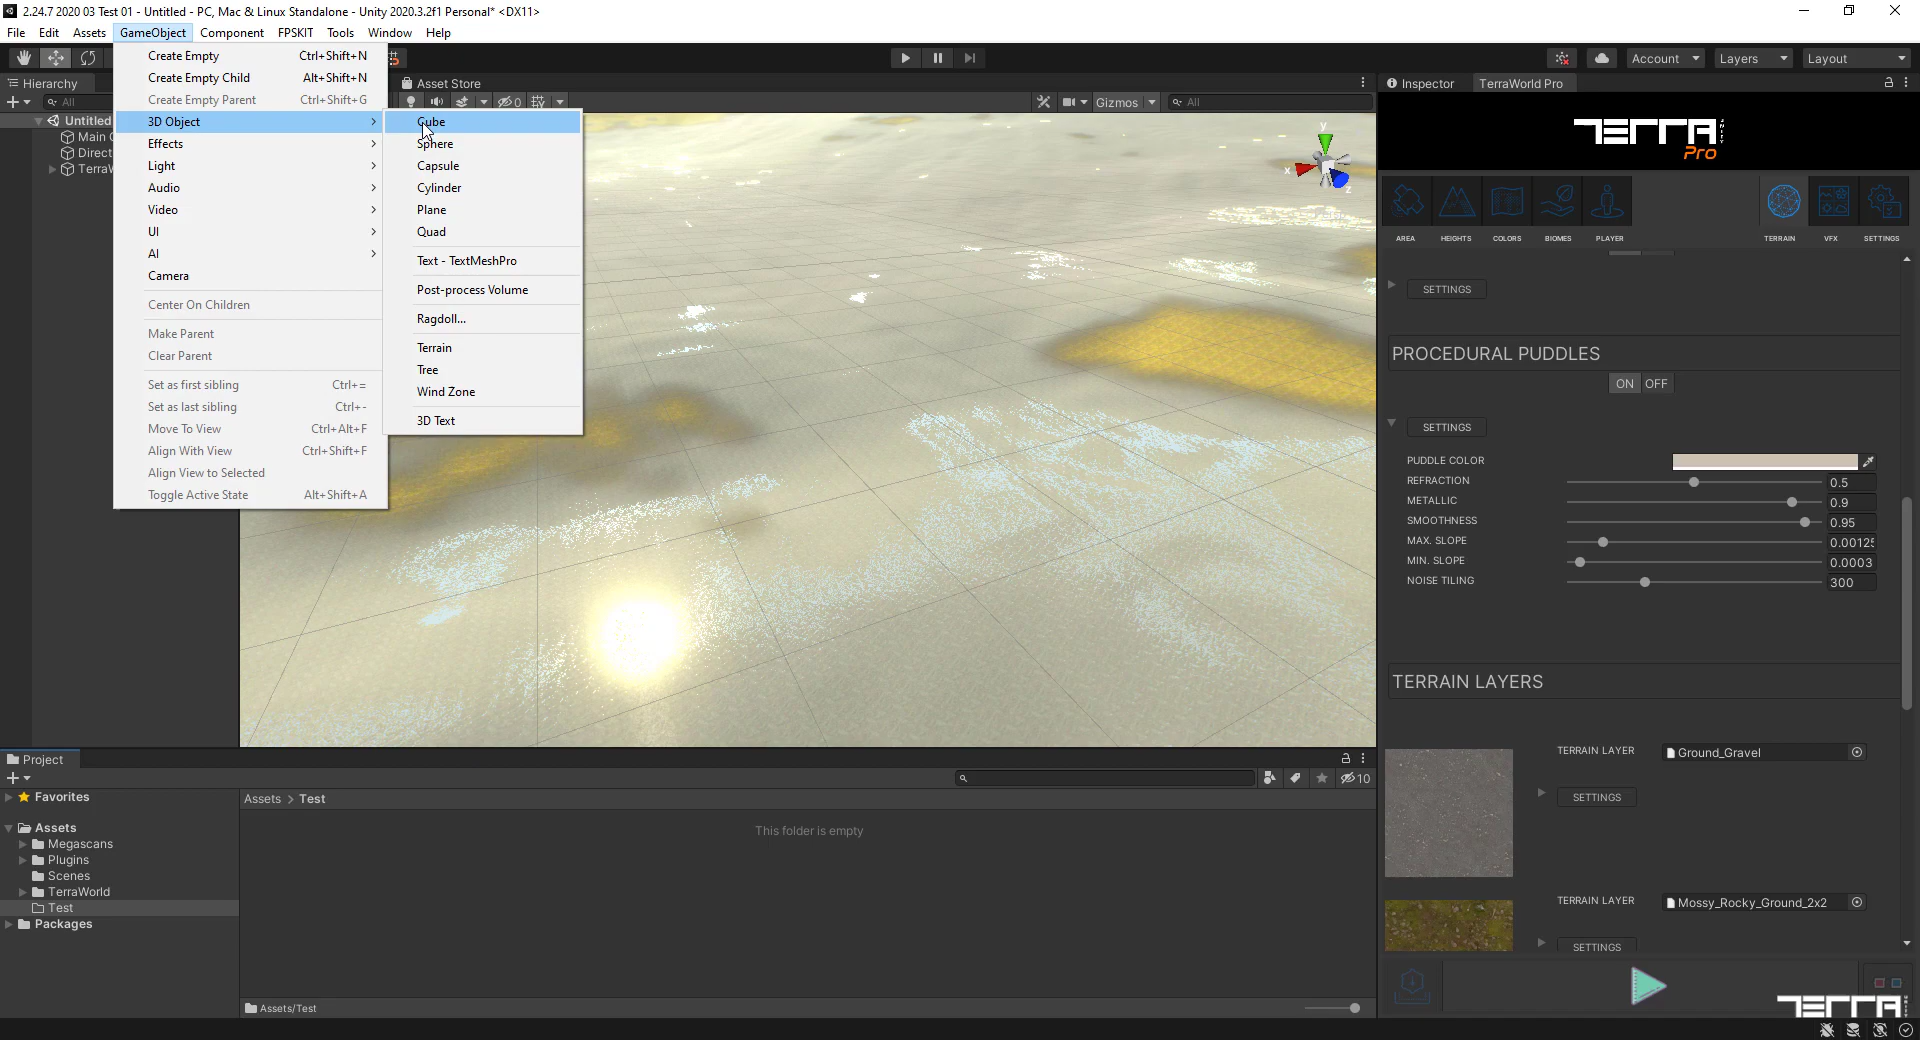 2.24.7 2020 03 Test 01 - Untitled - PC, Mac & Linux Standalone - Unity 2020.3.2f1 Personal* <DX11>
File Edit Assets GameObject Component FPSKIT Tools Window Help
Account Layers Layout
Hierarchy
All
Untitled
Main
Direct
Terra
Create Empty Ctrl+Shift+N
Create Empty Child Alt+Shift+N
Create Empty Parent Ctrl+Shift+G
3D Object
Effects
Light
Audio
Video
UI
AI
Camera
Center On Children
Make Parent
Clear Parent
Set as first sibling Ctrl+=
Set as last sibling Ctrl+-
Move To View Ctrl+Alt+F
Align With View Ctrl+Shift+F
Align View to Selected
Toggle Active State Alt+Shift+A
Asset Store
0
Gizmos
All
Cube
Sphere
Capsule
Cylinder
Plane
Quad
Text - TextMeshPro
Post-process Volume
Ragdoll...
Terrain
Tree
Wind Zone
3D Text
y
x
z
Inspector TerraWorld Pro
TERRA UNITY
Pro
AREA HEIGHTS COLORS BIOMES PLAYER TERRAIN VFX SETTINGS
SETTINGS
PROCEDURAL PUDDLES
ON OFF
SETTINGS
PUDDLE COLOR
REFRACTION 0.5
METALLIC 0.9
SMOOTHNESS 0.95
MAX. SLOPE 0.00125
MIN. SLOPE 0.0003
NOISE TILING 300
TERRAIN LAYERS
TERRAIN LAYER Ground_Gravel
SETTINGS
TERRAIN LAYER Mossy_Rocky_Ground_2x2
SETTINGS
TERRA UNITY
Project
10
Favorites
Assets
Megascans
Plugins
Scenes
TerraWorld
Test
Packages
Assets > Test
This folder is empty
Assets/Test